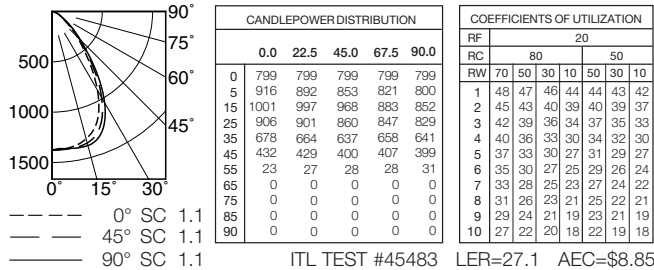 90°
75°
60°
45°
500
1000
1500
0° 15° 30°
0° SC 1.1
45° SC 1.1
90° SC 1.1
CANDLEPOWER DISTRIBUTION
0.0 22.5 45.0 67.5 90.0
0 799 799 799 799 799
5 916 892 853 821 800
15 1001 997 968 883 852
25 906 901 860 847 829
35 678 664 637 658 641
45 432 429 400 407 399
55 23 27 28 28 31
65 0 0 0 0 0
75 0 0 0 0 0
85 0 0 0 0 0
90 0 0 0 0 0
COEFFICIENTS OF UTILIZATION
RF 20
RC 80 50
RW 70 50 30 10 50 30 10
1 48 47 46 44 44 43 42
2 45 43 40 39 40 39 37
3 42 39 36 34 37 35 33
4 40 36 33 30 34 32 30
5 37 33 30 27 31 29 27
6 35 30 27 25 29 26 24
7 33 28 25 23 27 24 22
8 31 26 23 21 25 22 21
9 29 24 21 19 23 21 19
10 27 22 20 18 22 19 18
ITL TEST #45483 LER=27.1 AEC=$8.85